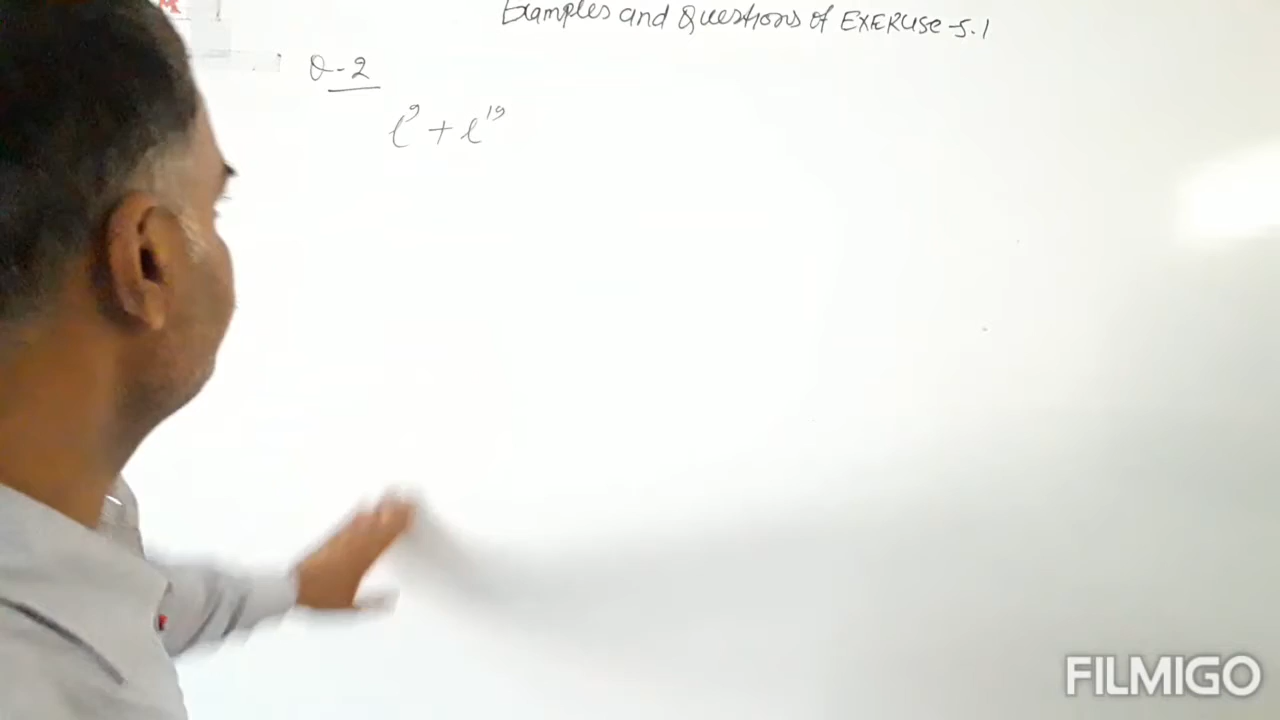 Examples and Questions of EXERCISE-5.1
Q-2
i⁹ + i¹⁹
FILMIGO